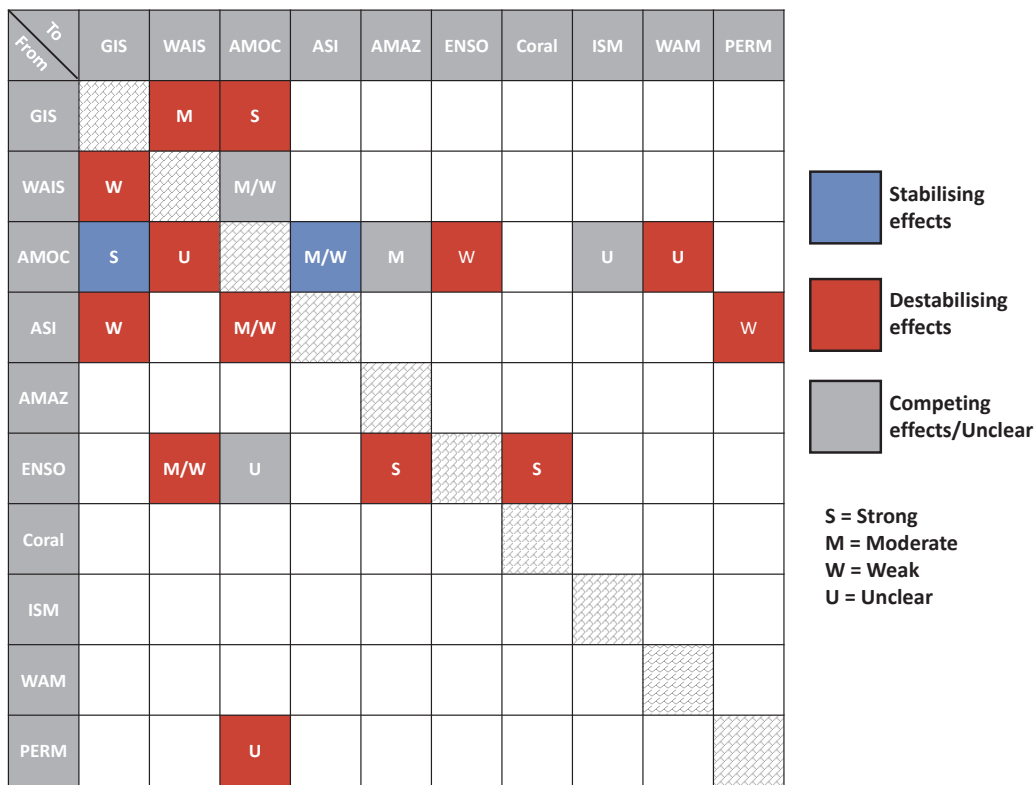 To
From
GIS WAIS AMOC ASI AMAZ ENSO Coral ISM WAM PERM
GIS M S
WAIS W M/W
AMOC S U M/W M W U U
ASI W M/W W
AMAZ
ENSO M/W U S S
Coral
ISM
WAM
PERM U
Stabilising
effects
Destabilising
effects
Competing
effects/Unclear
S = Strong
M = Moderate
W = Weak
U = Unclear